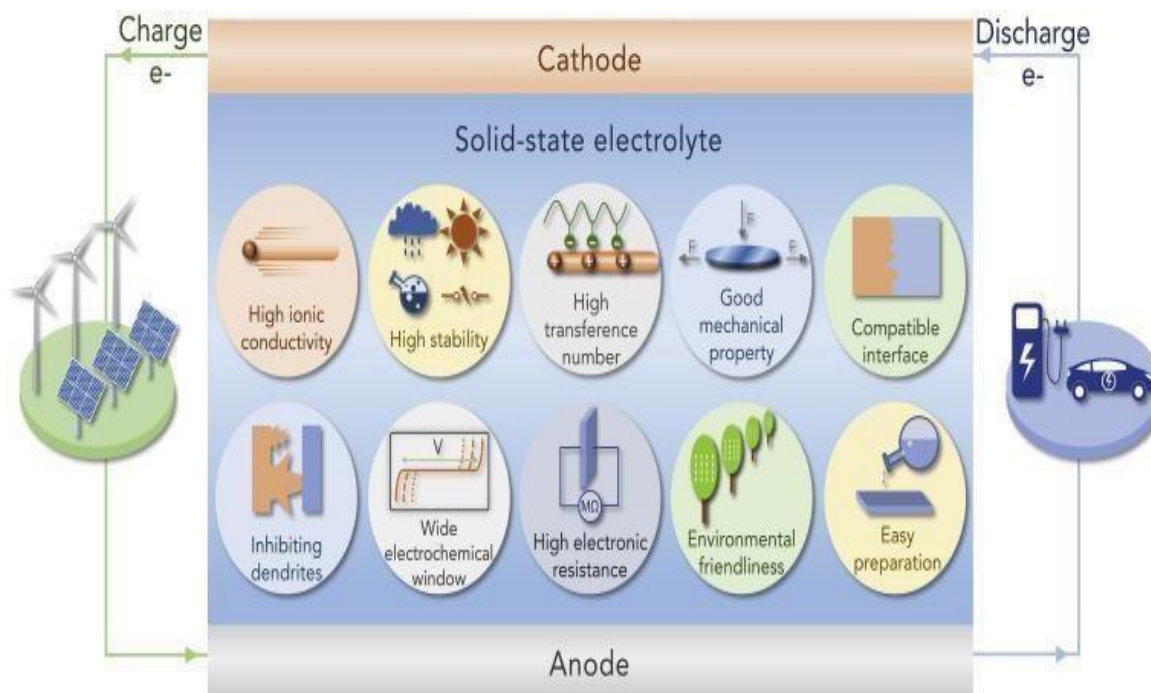 Charge
e-
Cathode
Discharge
e-
Solid-state electrolyte
High ionic
conductivity
High stability
High
transference
number
F
F
F
Good
mechanical
property
Compatible
interface
Inhibiting
dendrites
V
Wide
electrochemical
window
MΩ
High electronic
resistance
Environmental
friendliness
Easy
preparation
Anode